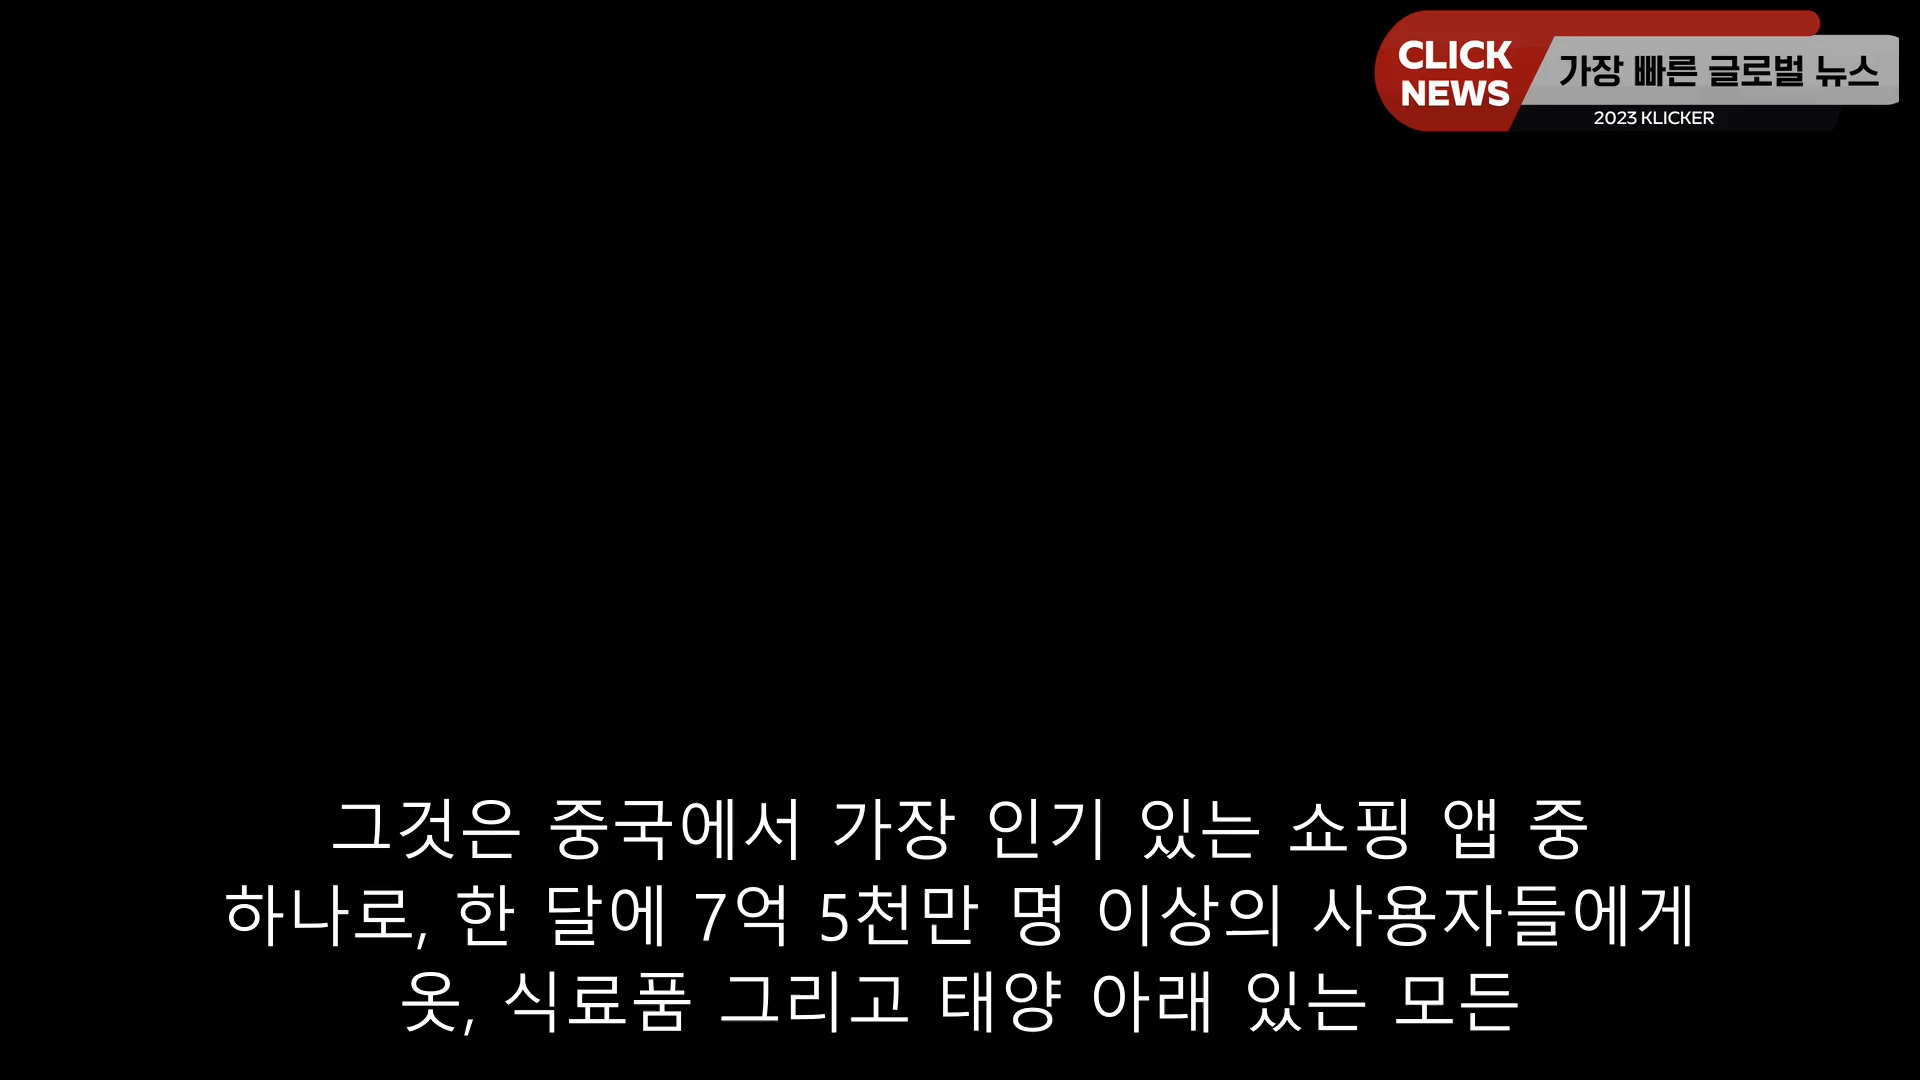 CLICK
NEWS
가장 빠른 글로벌 뉴스
2023 KLICKER
그것은 중국에서 가장 인기 있는 쇼핑 앱 중
하나로, 한 달에 7억 5천만 명 이상의 사용자들에게
옷, 식료품 그리고 태양 아래 있는 모든